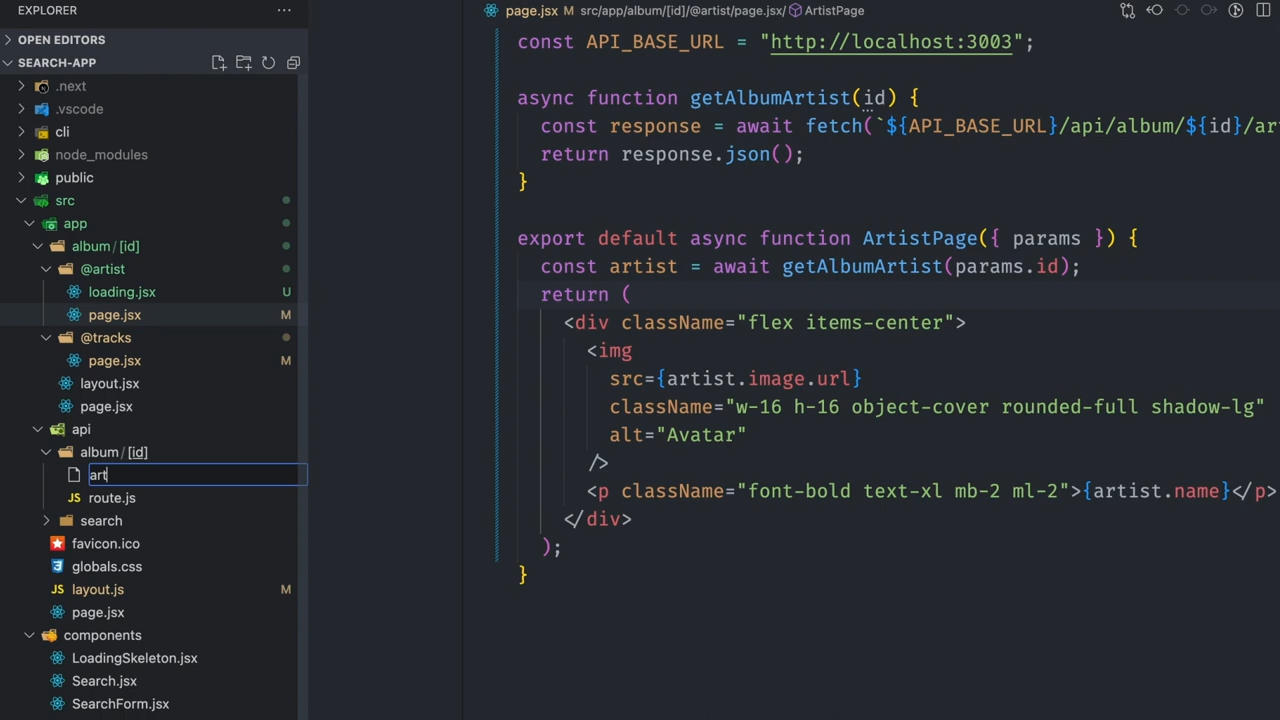 EXPLORER
OPEN EDITORS
SEARCH-APP
.next
.vscode
cli
node_modules
public
src
app
album / [id]
@artist
loading.jsx U
page.jsx M
@tracks
page.jsx M
layout.jsx
page.jsx
api
album / [id]
art
JS route.js
search
favicon.ico
globals.css
JS layout.js M
page.jsx
components
LoadingSkeleton.jsx
Search.jsx
SearchForm.jsx
page.jsx M src/app/album/[id]/@artist/page.jsx/ ArtistPage
const API_BASE_URL = "http://localhost:3003";
async function getAlbumArtist(id) {
const response = await fetch(`${API_BASE_URL}/api/album/${id}/ar
return response.json();
}
export default async function ArtistPage({ params }) {
const artist = await getAlbumArtist(params.id);
return (
<div className="flex items-center">
<img
src={artist.image.url}
className="w-16 h-16 object-cover rounded-full shadow-lg"
alt="Avatar"
/>
<p className="font-bold text-xl mb-2 ml-2">{artist.name}</p>
</div>
);
}